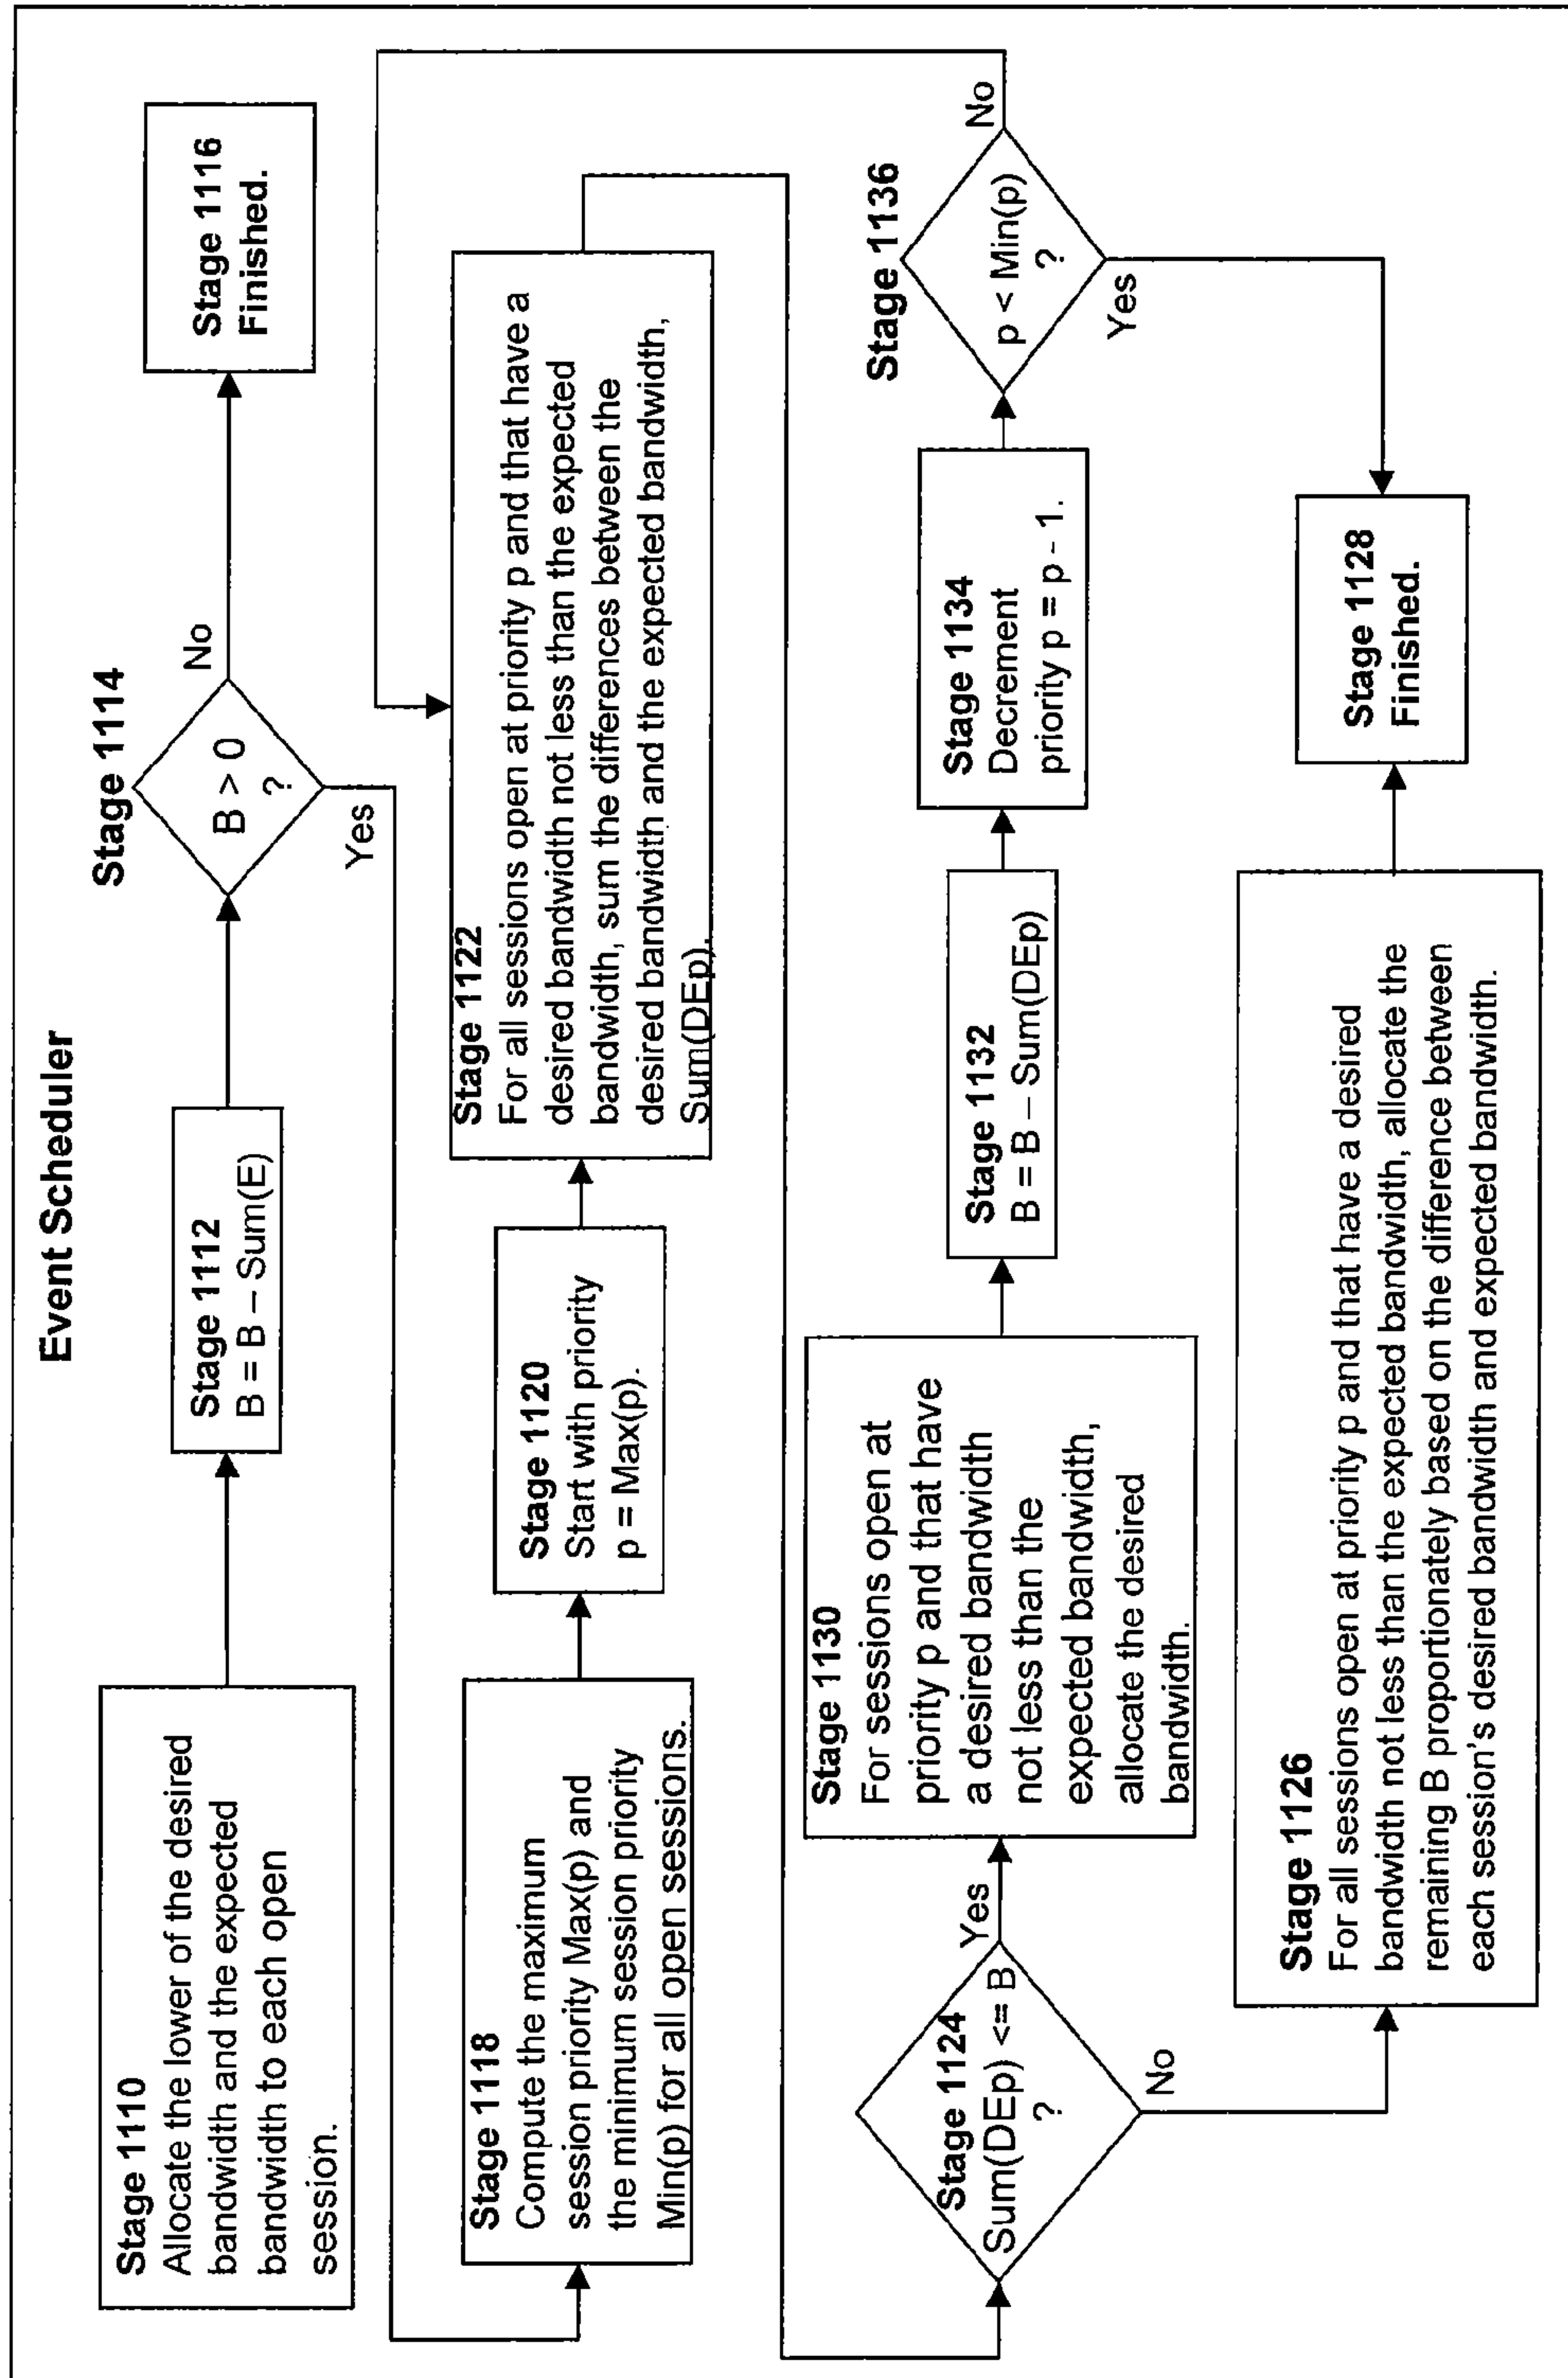 Event Scheduler
Stage 1110
Allocate the lower of the desired
bandwidth and the expected
bandwidth to each open
session.
Stage 1112
B = B – Sum(E)
Stage 1114
B > 0
?
No
Yes
Stage 1116
Finished.
Stage 1118
Compute the maximum
session priority Max(p) and
the minimum session priority
Min(p) for all open sessions.
Stage 1120
Start with priority
p = Max(p).
Stage 1122
For all sessions open at priority p and that have a
desired bandwidth not less than the expected
bandwidth, sum the differences between the
desired bandwidth and the expected bandwidth,
Sum(DEp).
Stage 1124
Sum(DEp) <= B
?
Yes
No
Stage 1130
For sessions open at
priority p and that have
a desired bandwidth
not less than the
expected bandwidth,
allocate the desired
bandwidth.
Stage 1132
B = B – Sum(DEp)
Stage 1134
Decrement
priority p = p - 1.
Stage 1136
p < Min(p)
?
No
Yes
Stage 1126
For all sessions open at priority p and that have a desired
bandwidth not less than the expected bandwidth, allocate the
remaining B proportionately based on the difference between
each session's desired bandwidth and expected bandwidth.
Stage 1128
Finished.